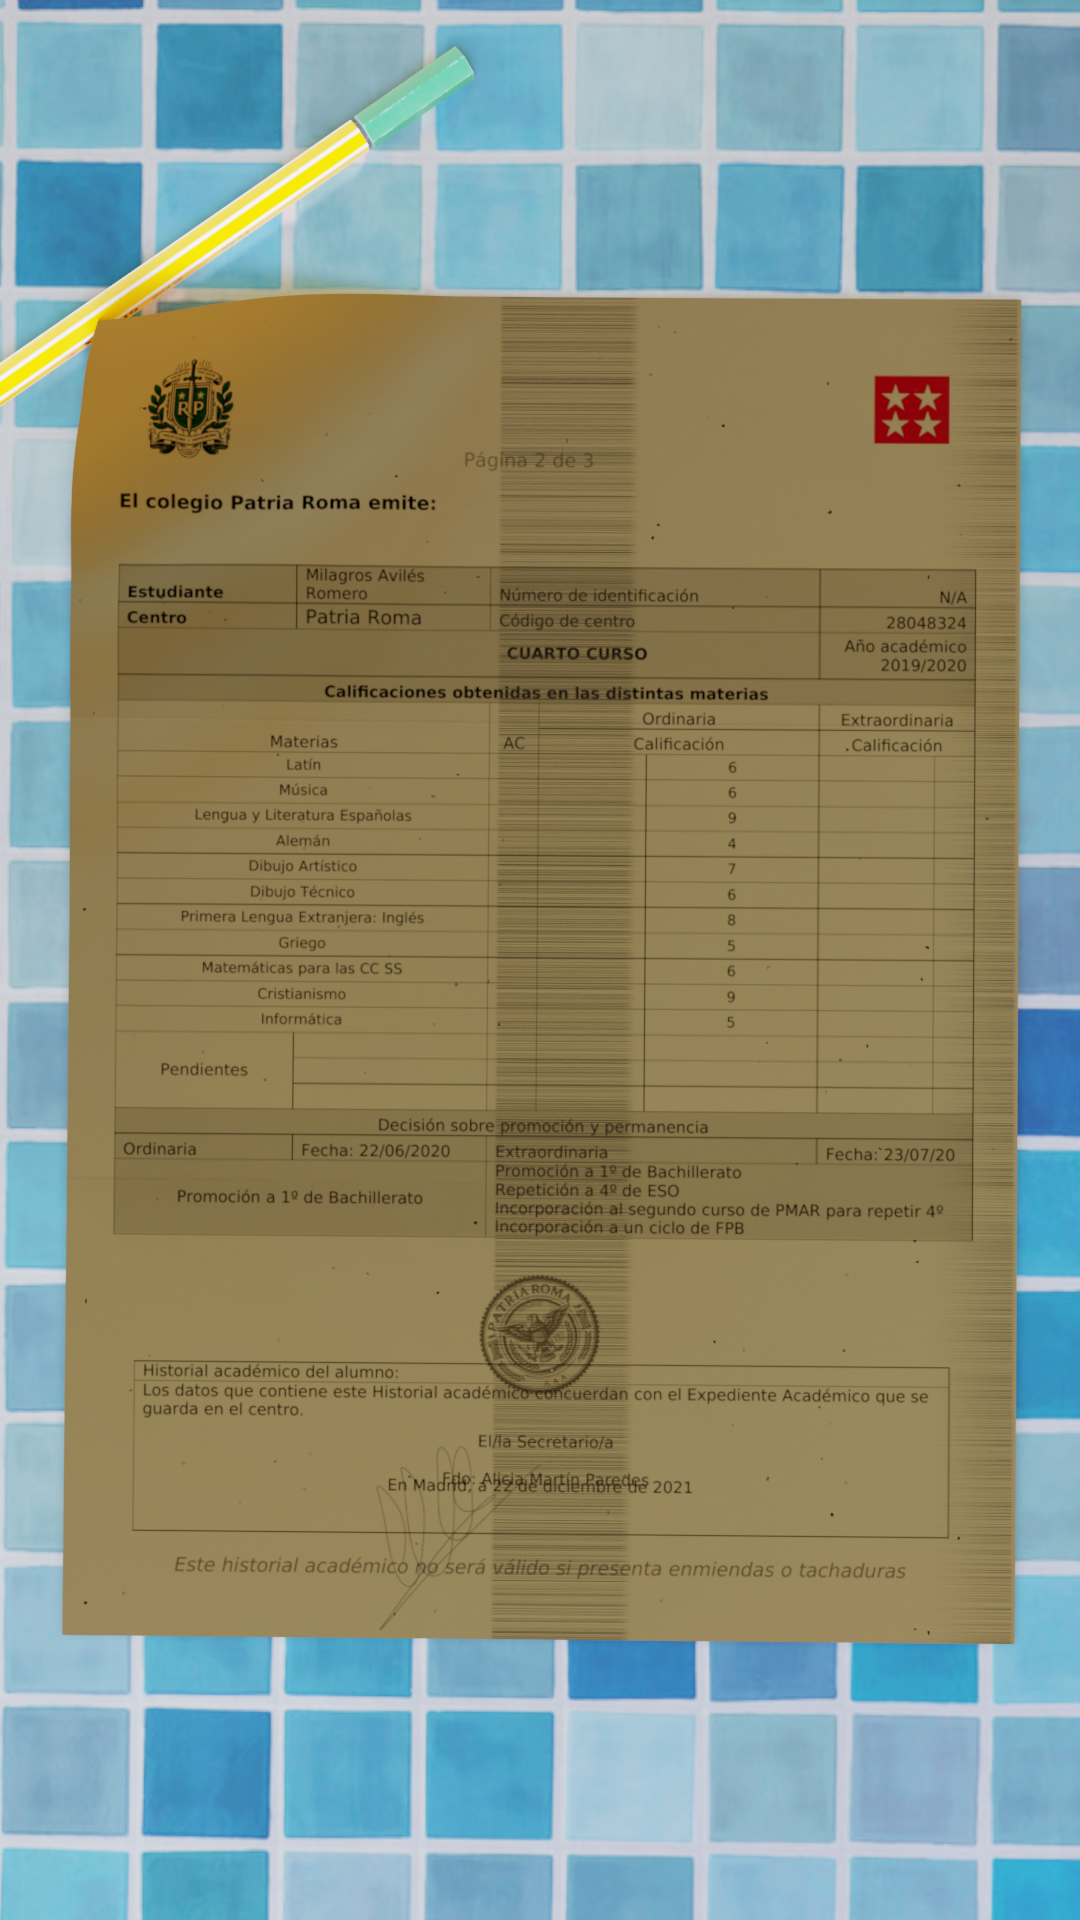 RP
Página 2 de 3
El colegio Patria Roma emite:
Estudiante Milagros Avilés Romero Número de identificación N/A
Centro Patria Roma Código de centro 28048324
CUARTO CURSO Año académico 2019/2020
Calificaciones obtenidas en las distintas materias
Ordinaria Extraordinaria
Materias AC Calificación Calificación
Latín 6
Música 6
Lengua y Literatura Españolas 9
Alemán 4
Dibujo Artístico 7
Dibujo Técnico 6
Primera Lengua Extranjera: Inglés 8
Griego 5
Matemáticas para las CC SS 6
Cristianismo 9
Informática 5
Pendientes
Decisión sobre promoción y permanencia
Ordinaria Fecha: 22/06/2020 Extraordinaria Fecha: 23/07/20
Promoción a 1º de Bachillerato
Promoción a 1º de Bachillerato
Repetición a 4º de ESO
Incorporación al segundo curso de PMAR para repetir 4º
Incorporación a un ciclo de FPB
PATRIA ROMA
Historial académico del alumno:
Los datos que contiene este Historial académico concuerdan con el Expediente Académico que se
guarda en el centro.
El/la Secretario/a
Fdo: Alicia Martín Paredes
En Madrid, a 22 de diciembre de 2021
Este historial académico no será válido si presenta enmiendas o tachaduras